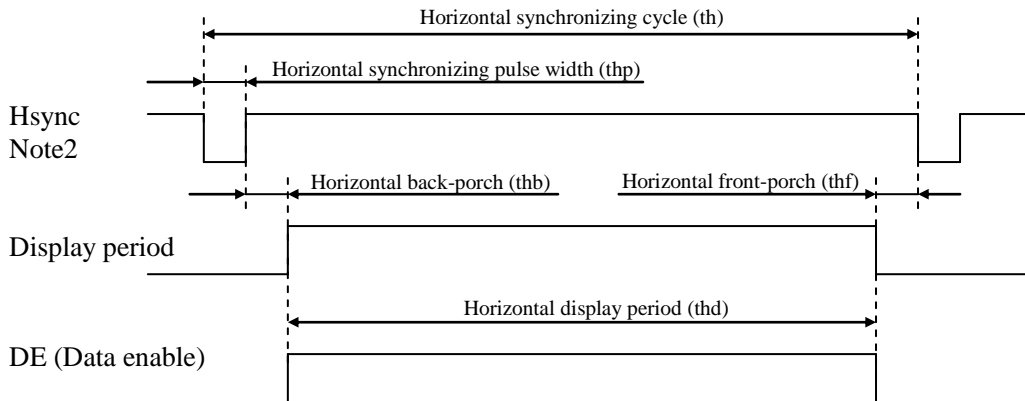 Horizontal synchronizing cycle (th)
Horizontal synchronizing pulse width (thp)
Hsync
Note2
Horizontal back-porch (thb)
Horizontal front-porch (thf)
Display period
Horizontal display period (thd)
DE (Data enable)